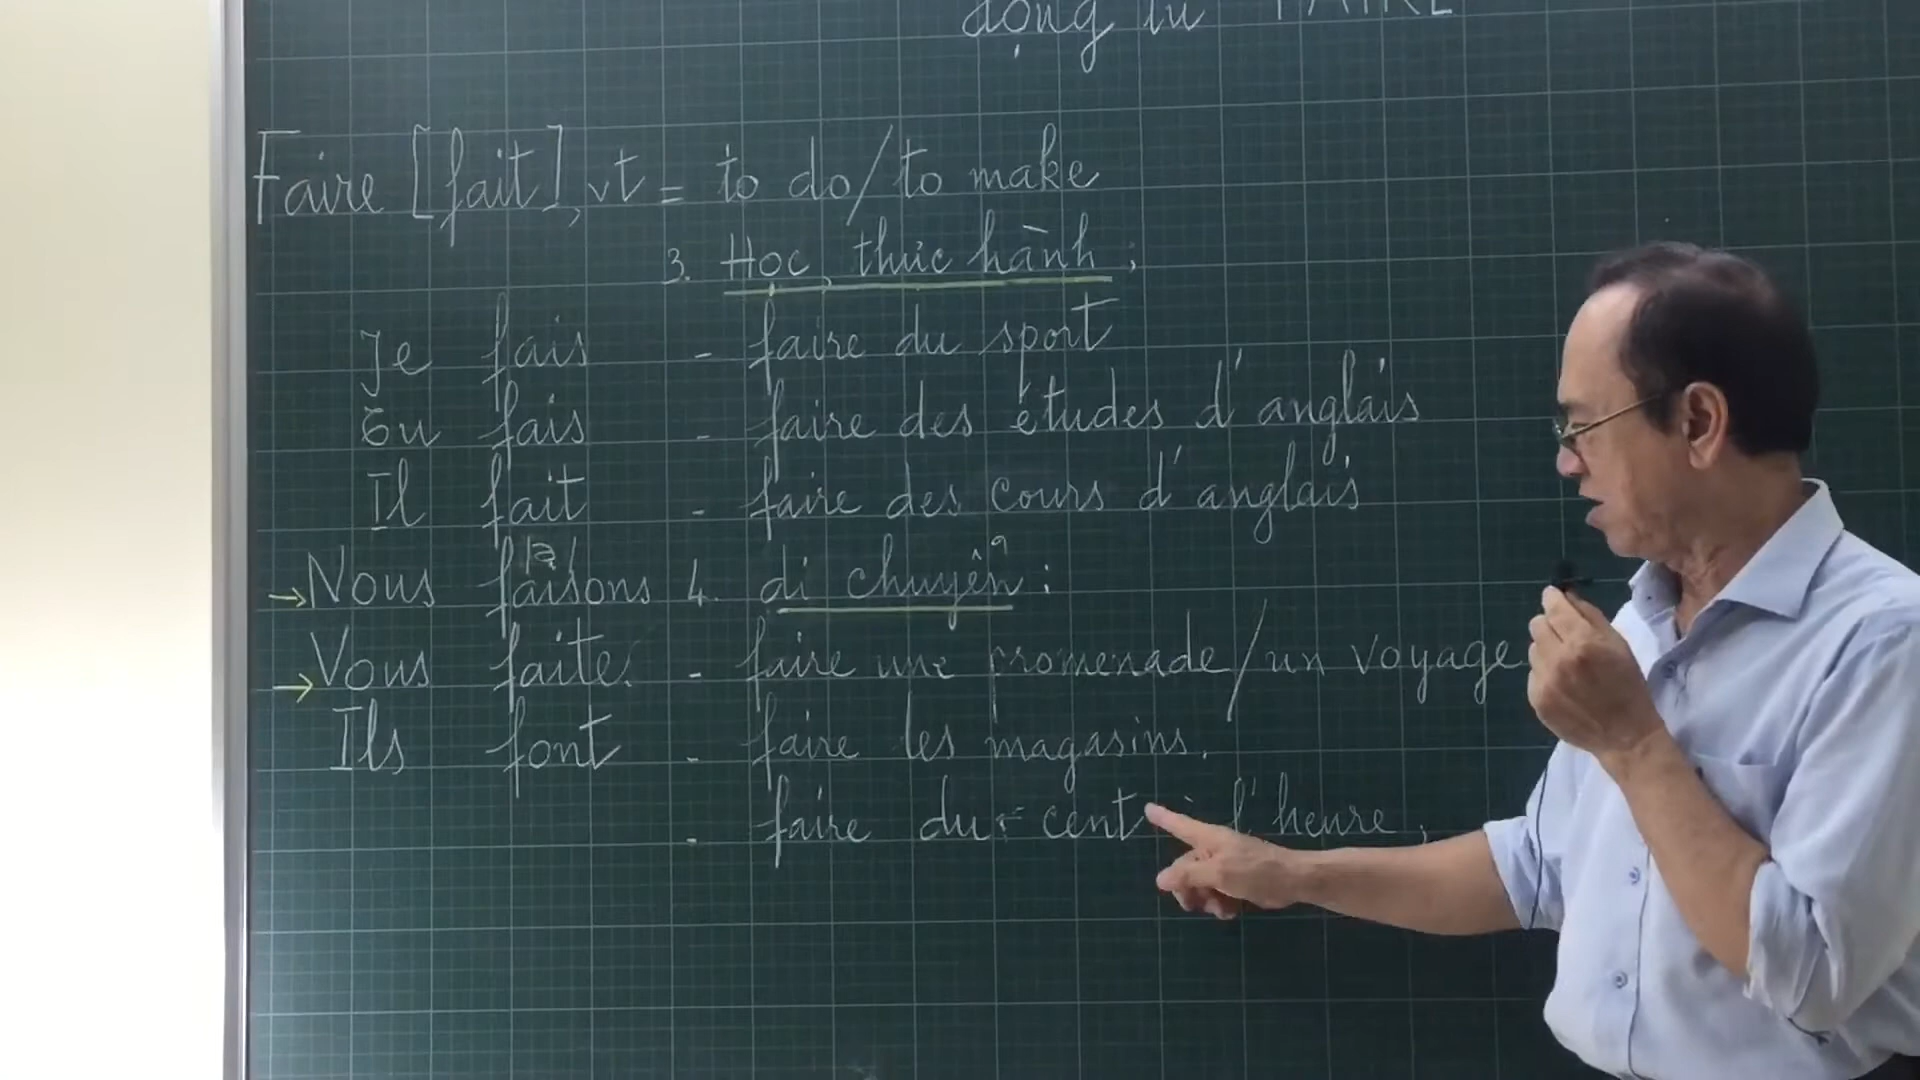 động từ FAIRE
Faire [fait], vt = to do/to make
3. Học, thực hành :
Je fais - faire du sport
Tu fais - faire des études d'anglais
Il fait - faire des cours d'anglais
/ə/
→ Nous faisons 4. di chuyển :
→ Vous faites - faire une promenade/un voyage
Ils font - faire les magasins.
- faire du cent à l'heure.